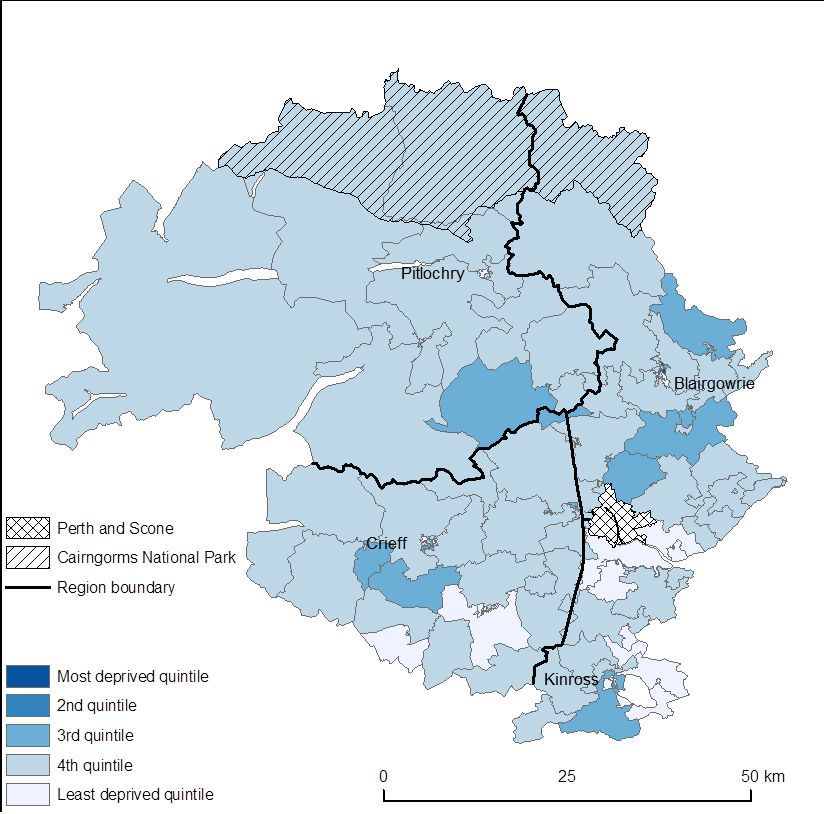 Pitlochry
Blairgowrie
Crieff
Kinross
Perth and Scone
Cairngorms National Park
Region boundary
Most deprived quintile
2nd quintile
3rd quintile
4th quintile
Least deprived quintile
0 25 50 km